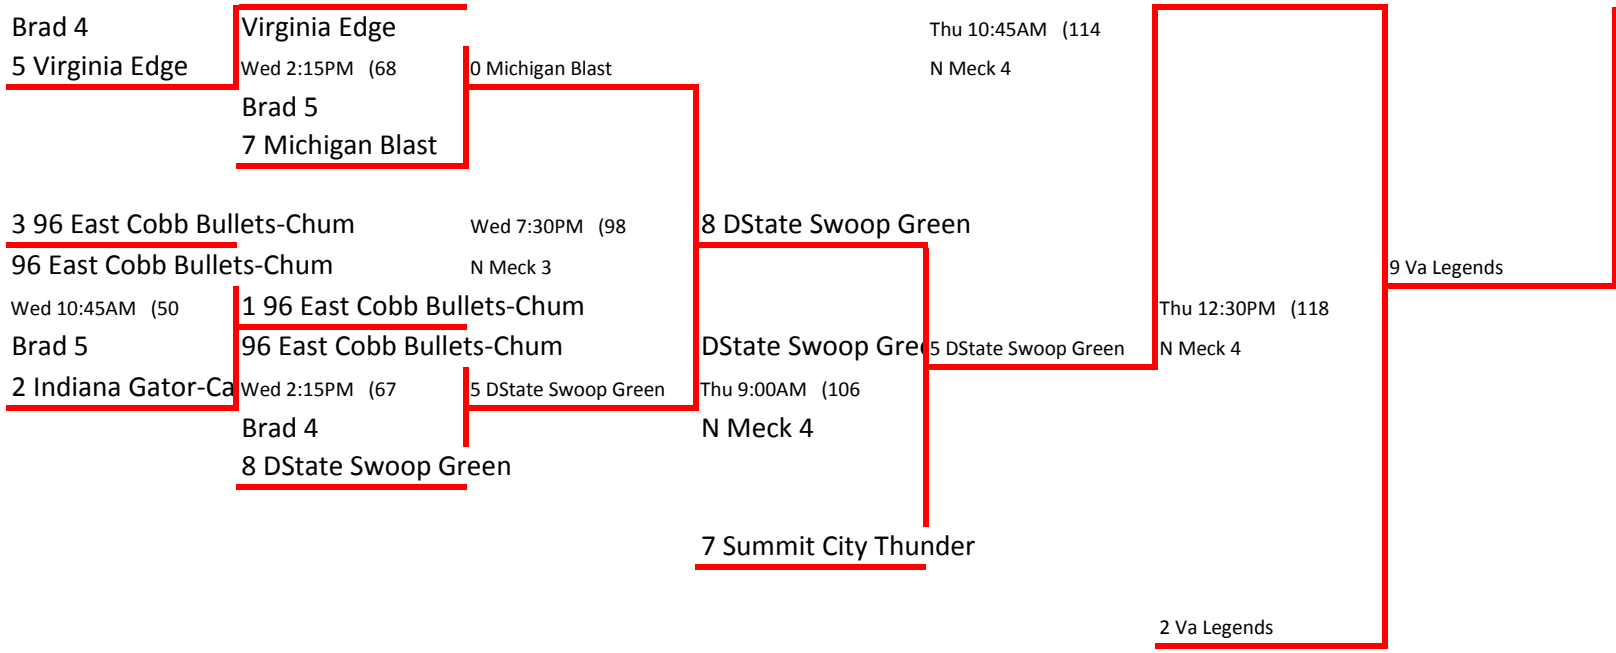 Brad 4
Virginia Edge
Thu 10:45AM (114
5 Virginia Edge
Wed 2:15PM (68
0 Michigan Blast
N Meck 4
Brad 5
7 Michigan Blast
3 96 East Cobb Bullets-Chum
Wed 7:30PM (98
8 DState Swoop Green
96 East Cobb Bullets-Chum
N Meck 3
9 Va Legends
Wed 10:45AM (50
1 96 East Cobb Bullets-Chum
Thu 12:30PM (118
Brad 5
96 East Cobb Bullets-Chum
DState Swoop Gree
5 DState Swoop Green
N Meck 4
2 Indiana Gator-Ca
Wed 2:15PM (67
5 DState Swoop Green
Thu 9:00AM (106
Brad 4
N Meck 4
8 DState Swoop Green
7 Summit City Thunder
2 Va Legends